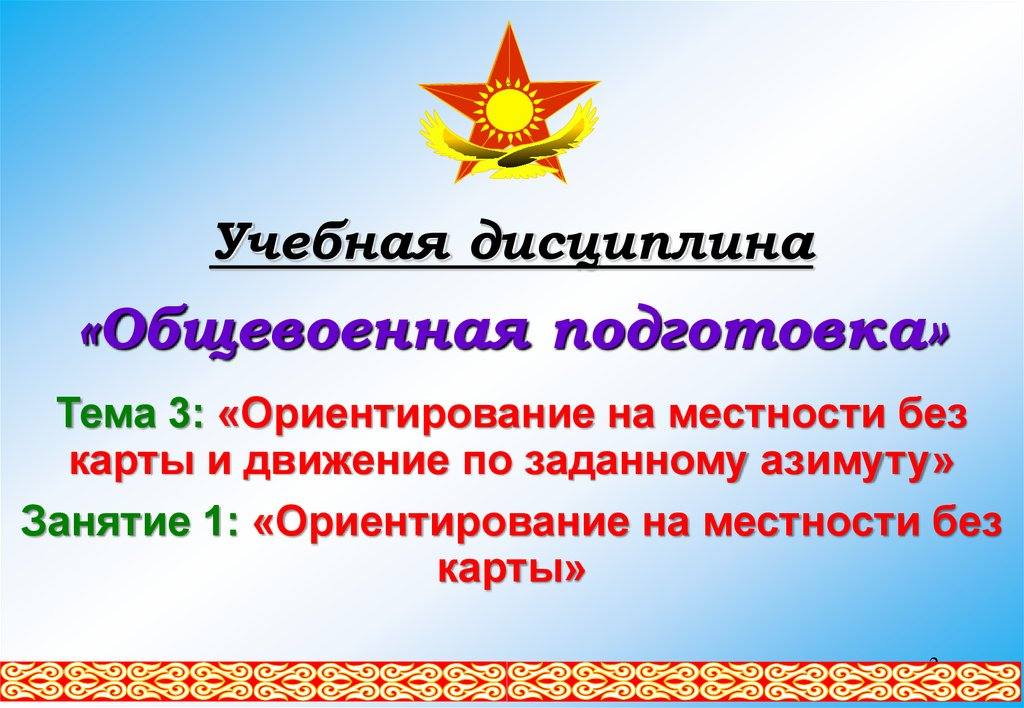 Учебная дисциплина
«Общевоенная подготовка»
Тема 3: «Ориентирование на местности без
карты и движение по заданному азимуту»
Занятие 1: «Ориентирование на местности без
карты»
2